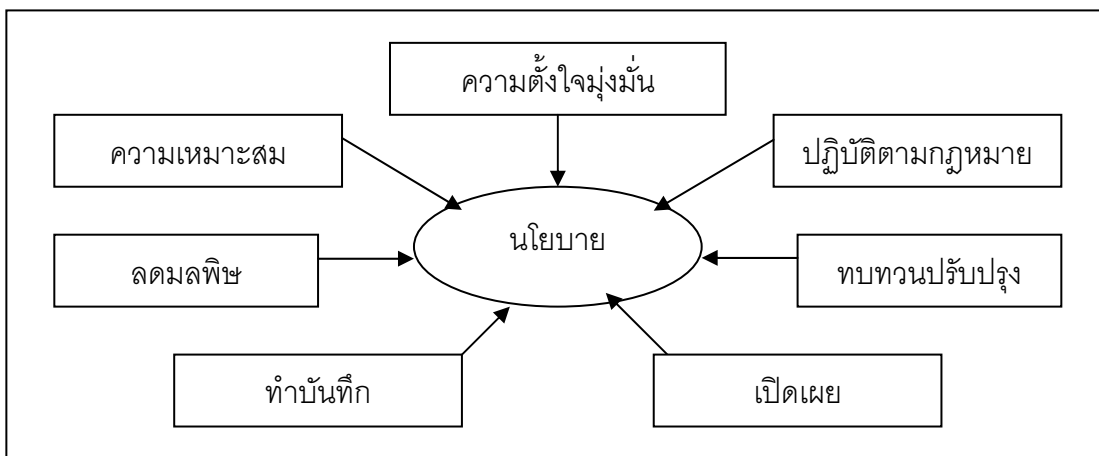 ความตั้งใจมุ่งมั่น
ความเหมาะสม
ปฏิบัติตามกฎหมาย
นโยบาย
ลดมลพิษ
ทบทวนปรับปรุง
ทำบันทึก
เปิดเผย